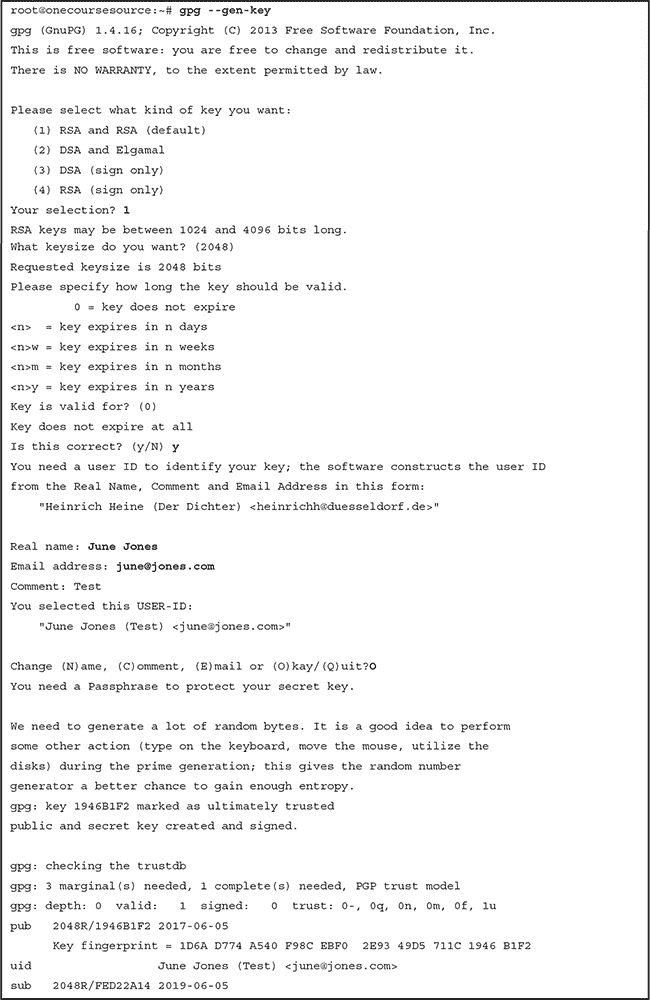 root@onecoursesource:~# gpg --gen-key
gpg (GnuPG) 1.4.16; Copyright (C) 2013 Free Software Foundation, Inc.
This is free software: you are free to change and redistribute it.
There is NO WARRANTY, to the extent permitted by law.

Please select what kind of key you want:
   (1) RSA and RSA (default)
   (2) DSA and Elgamal
   (3) DSA (sign only)
   (4) RSA (sign only)
Your selection? 1
RSA keys may be between 1024 and 4096 bits long.
What keysize do you want? (2048)
Requested keysize is 2048 bits
Please specify how long the key should be valid.
         0 = key does not expire
<n>  = key expires in n days
<n>w = key expires in n weeks
<n>m = key expires in n months
<n>y = key expires in n years
Key is valid for? (0)
Key does not expire at all
Is this correct? (y/N) y
You need a user ID to identify your key; the software constructs the user ID
from the Real Name, Comment and Email Address in this form:
    "Heinrich Heine (Der Dichter) <heinrichh@duesseldorf.de>"

Real name: June Jones
Email address: june@jones.com
Comment: Test
You selected this USER-ID:
    "June Jones (Test) <june@jones.com>"

Change (N)ame, (C)omment, (E)mail or (O)kay/(Q)uit?O
You need a Passphrase to protect your secret key.

We need to generate a lot of random bytes. It is a good idea to perform
some other action (type on the keyboard, move the mouse, utilize the
disks) during the prime generation; this gives the random number
generator a better chance to gain enough entropy.
gpg: key 1946B1F2 marked as ultimately trusted
public and secret key created and signed.

gpg: checking the trustdb
gpg: 3 marginal(s) needed, 1 complete(s) needed, PGP trust model
gpg: depth: 0  valid:   1  signed:   0  trust: 0-, 0q, 0n, 0m, 0f, 1u
pub   2048R/1946B1F2 2017-06-05
      Key fingerprint = 1D6A D774 A540 F98C EBF0  2E93 49D5 711C 1946 B1F2
uid                  June Jones (Test) <june@jones.com>
sub   2048R/FED22A14 2019-06-05